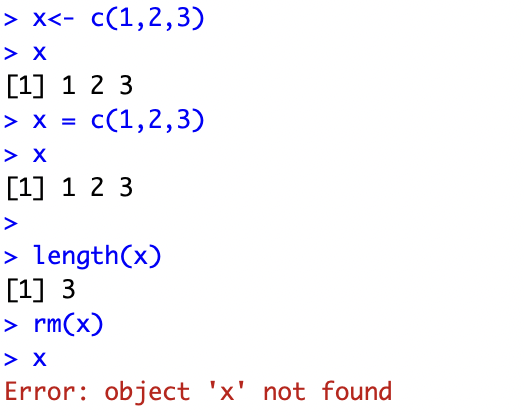 > x<- c(1,2,3)
> x
[1] 1 2 3
> x = c(1,2,3)
> x
[1] 1 2 3
>
> length(x)
[1] 3
> rm(x)
> x
Error: object 'x' not found